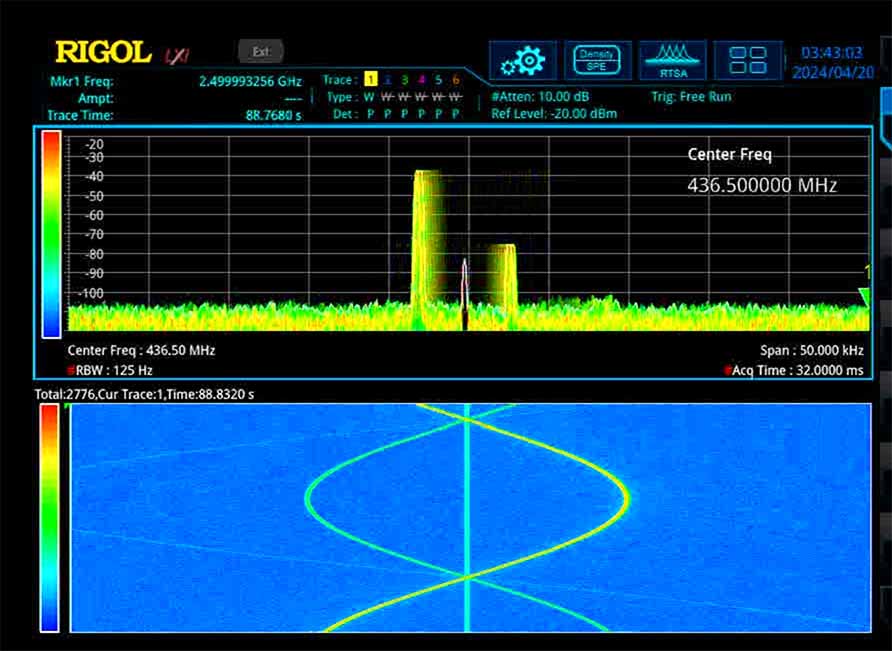 RIGOL LXI Ext
Density
SPE
RTSA
03:43:03
2024/04/20
Mkr1 Freq: 2.499993256 GHz
Ampt: ----
Trace Time: 88.7680 s
Trace: 1 2 3 4 5 6
Type: W W W W W W
Det: P P P P P P
#Atten: 10.00 dB
Ref Level: -20.00 dBm
Trig: Free Run
-20
-30
-40
-50
-60
-70
-80
-90
-100
Center Freq
436.500000 MHz
1
Center Freq : 436.50 MHz
Span : 50.000 kHz
#RBW : 125 Hz
#Acq Time : 32.0000 ms
Total:2776,Cur Trace:1,Time:88.8320 s